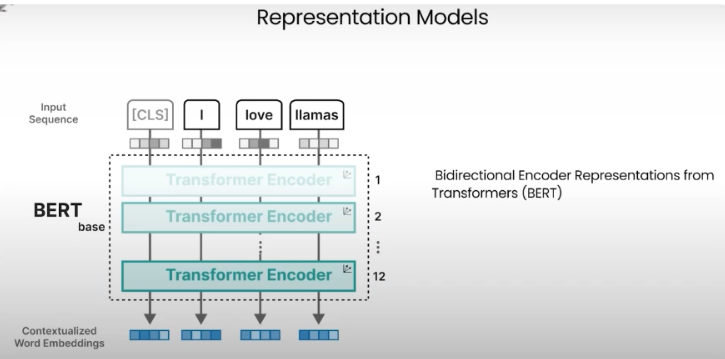 Representation Models
Input
Sequence
[CLS] I love llamas
Transformer Encoder 1
Transformer Encoder 2
Transformer Encoder 12
BERT
base
Bidirectional Encoder Representations from
Transformers (BERT)
Contextualized
Word Embeddings